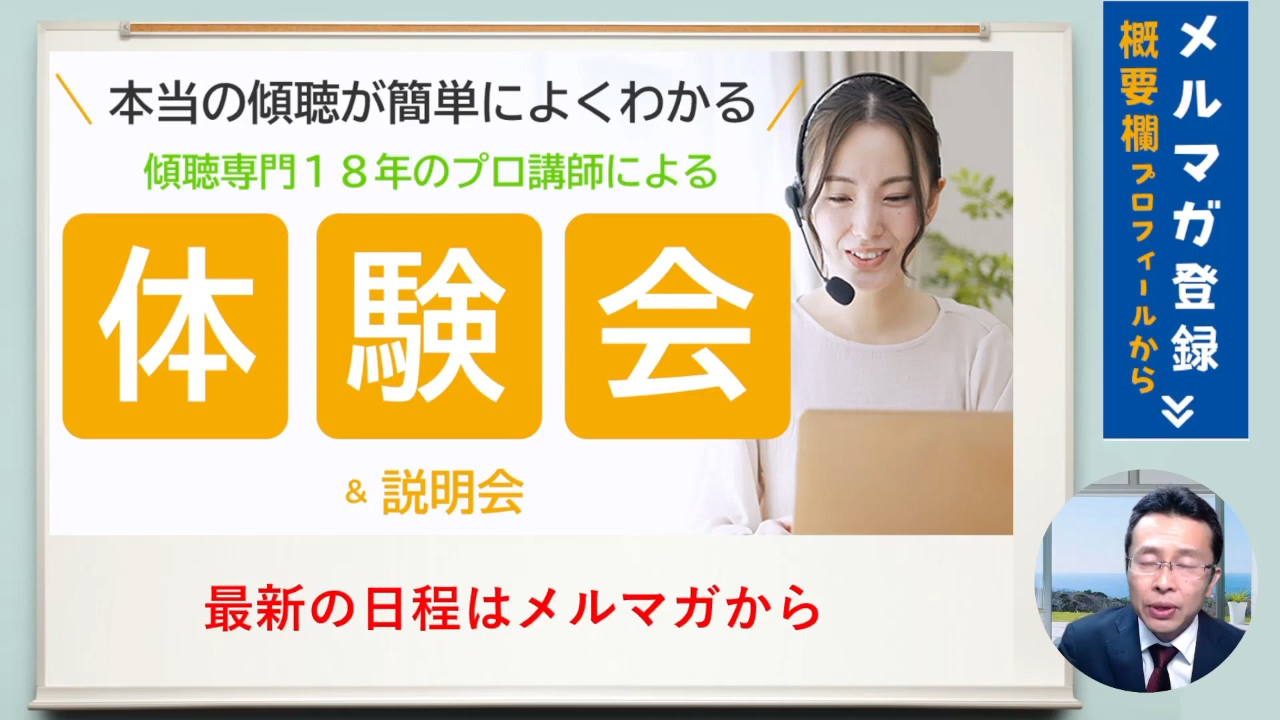 本当の傾聴が簡単によくわかる
傾聴専門１８年のプロ講師による
体験会
& 説明会
最新の日程はメルマガから
メルマガ登録
概要欄プロフィールから